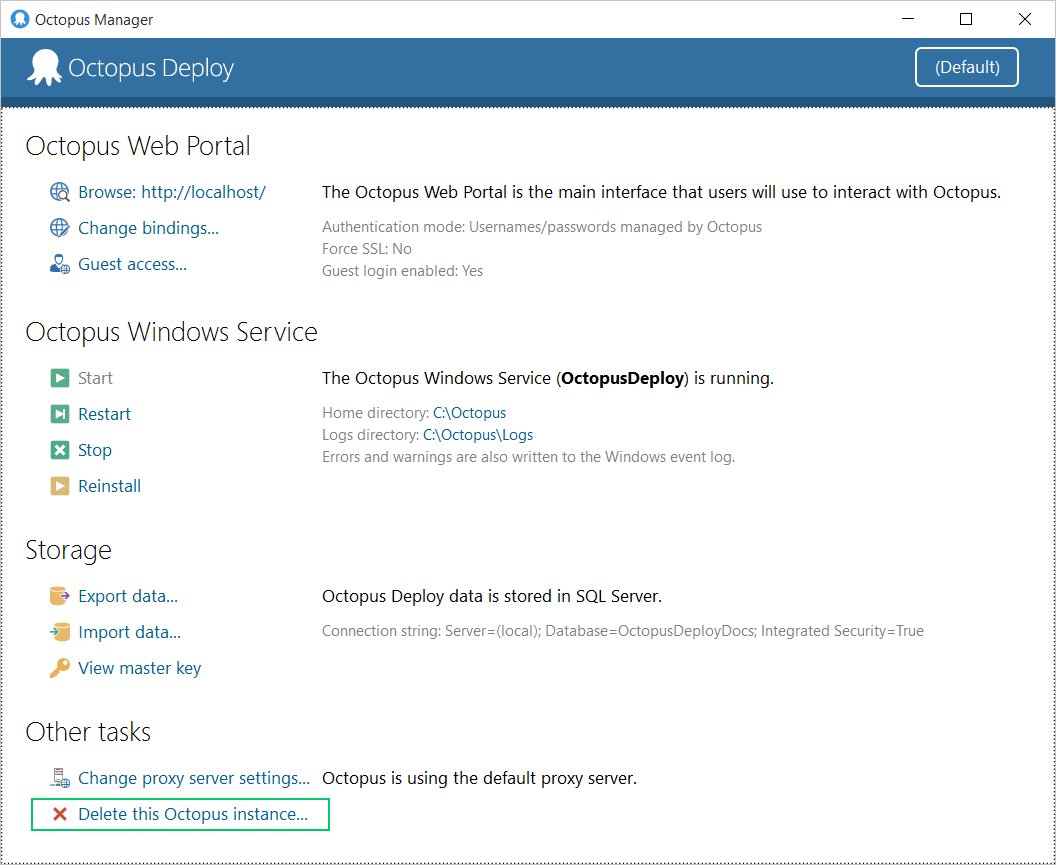 Octopus Manager
Octopus Deploy
(Default)
Octopus Web Portal
Browse: http://localhost/
The Octopus Web Portal is the main interface that users will use to interact with Octopus.
Change bindings...
Authentication mode: Usernames/passwords managed by Octopus
Force SSL: No
Guest access...
Guest login enabled: Yes
Octopus Windows Service
Start
The Octopus Windows Service (OctopusDeploy) is running.
Restart
Home directory: C:\Octopus
Logs directory: C:\Octopus\Logs
Stop
Errors and warnings are also written to the Windows event log.
Reinstall
Storage
Export data...
Octopus Deploy data is stored in SQL Server.
Import data...
Connection string: Server=(local); Database=OctopusDeployDocs; Integrated Security=True
View master key
Other tasks
Change proxy server settings...
Octopus is using the default proxy server.
Delete this Octopus instance...